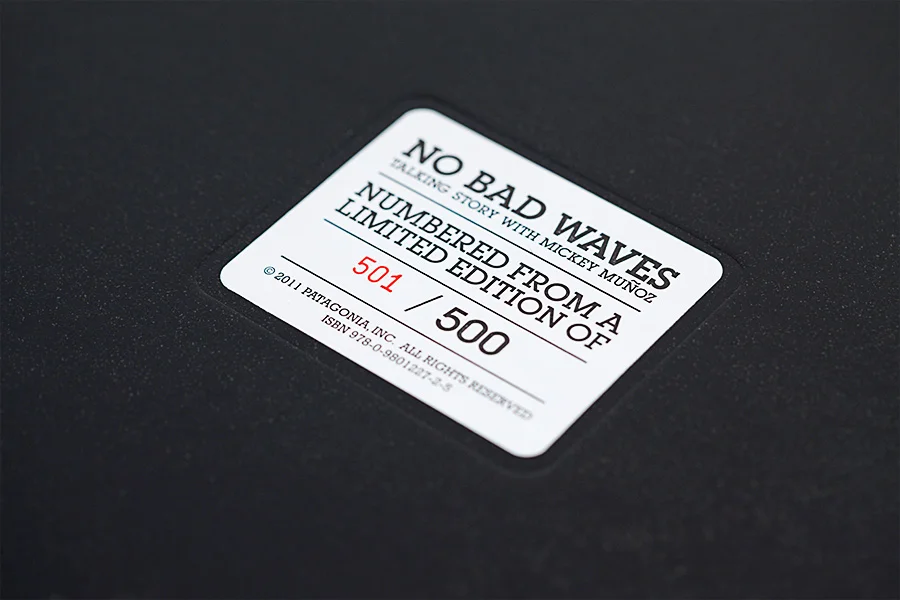 NO BAD WAVES
TALKING STORY WITH MICKEY MUÑOZ
NUMBERED FROM A
LIMITED EDITION OF
501 / 500
© 2011 PATAGONIA, INC. ALL RIGHTS RESERVED
ISBN 978-0-9801227-2-5